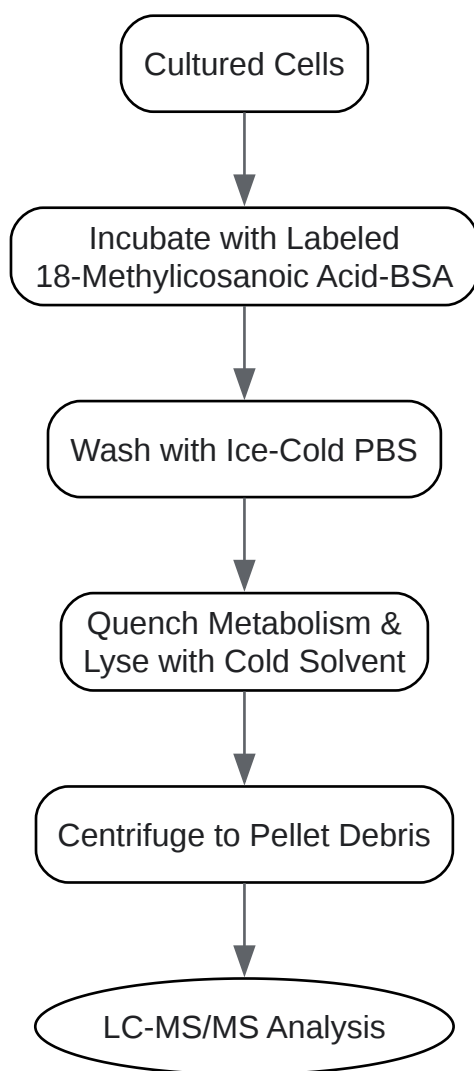 Cultured Cells
Incubate with Labeled
18-Methylicosanoic Acid-BSA
Wash with Ice-Cold PBS
Quench Metabolism &
Lyse with Cold Solvent
Centrifuge to Pellet Debris
LC-MS/MS Analysis